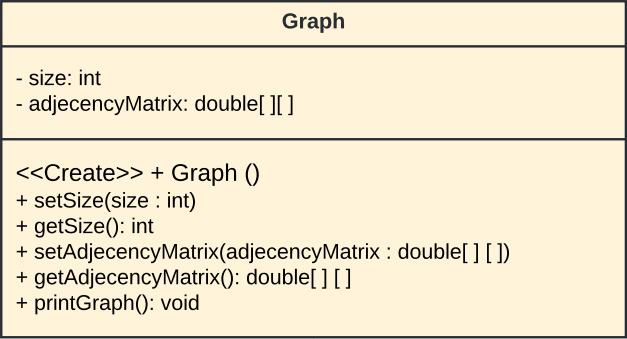 Graph
- size: int
- adjecencyMatrix: double[ ][ ]
<<Create>> + Graph ()
+ setSize(size : int)
+ getSize(): int
+ setAdjecencyMatrix(adjecencyMatrix : double[ ] [ ])
+ getAdjecencyMatrix(): double[ ] [ ]
+ printGraph(): void